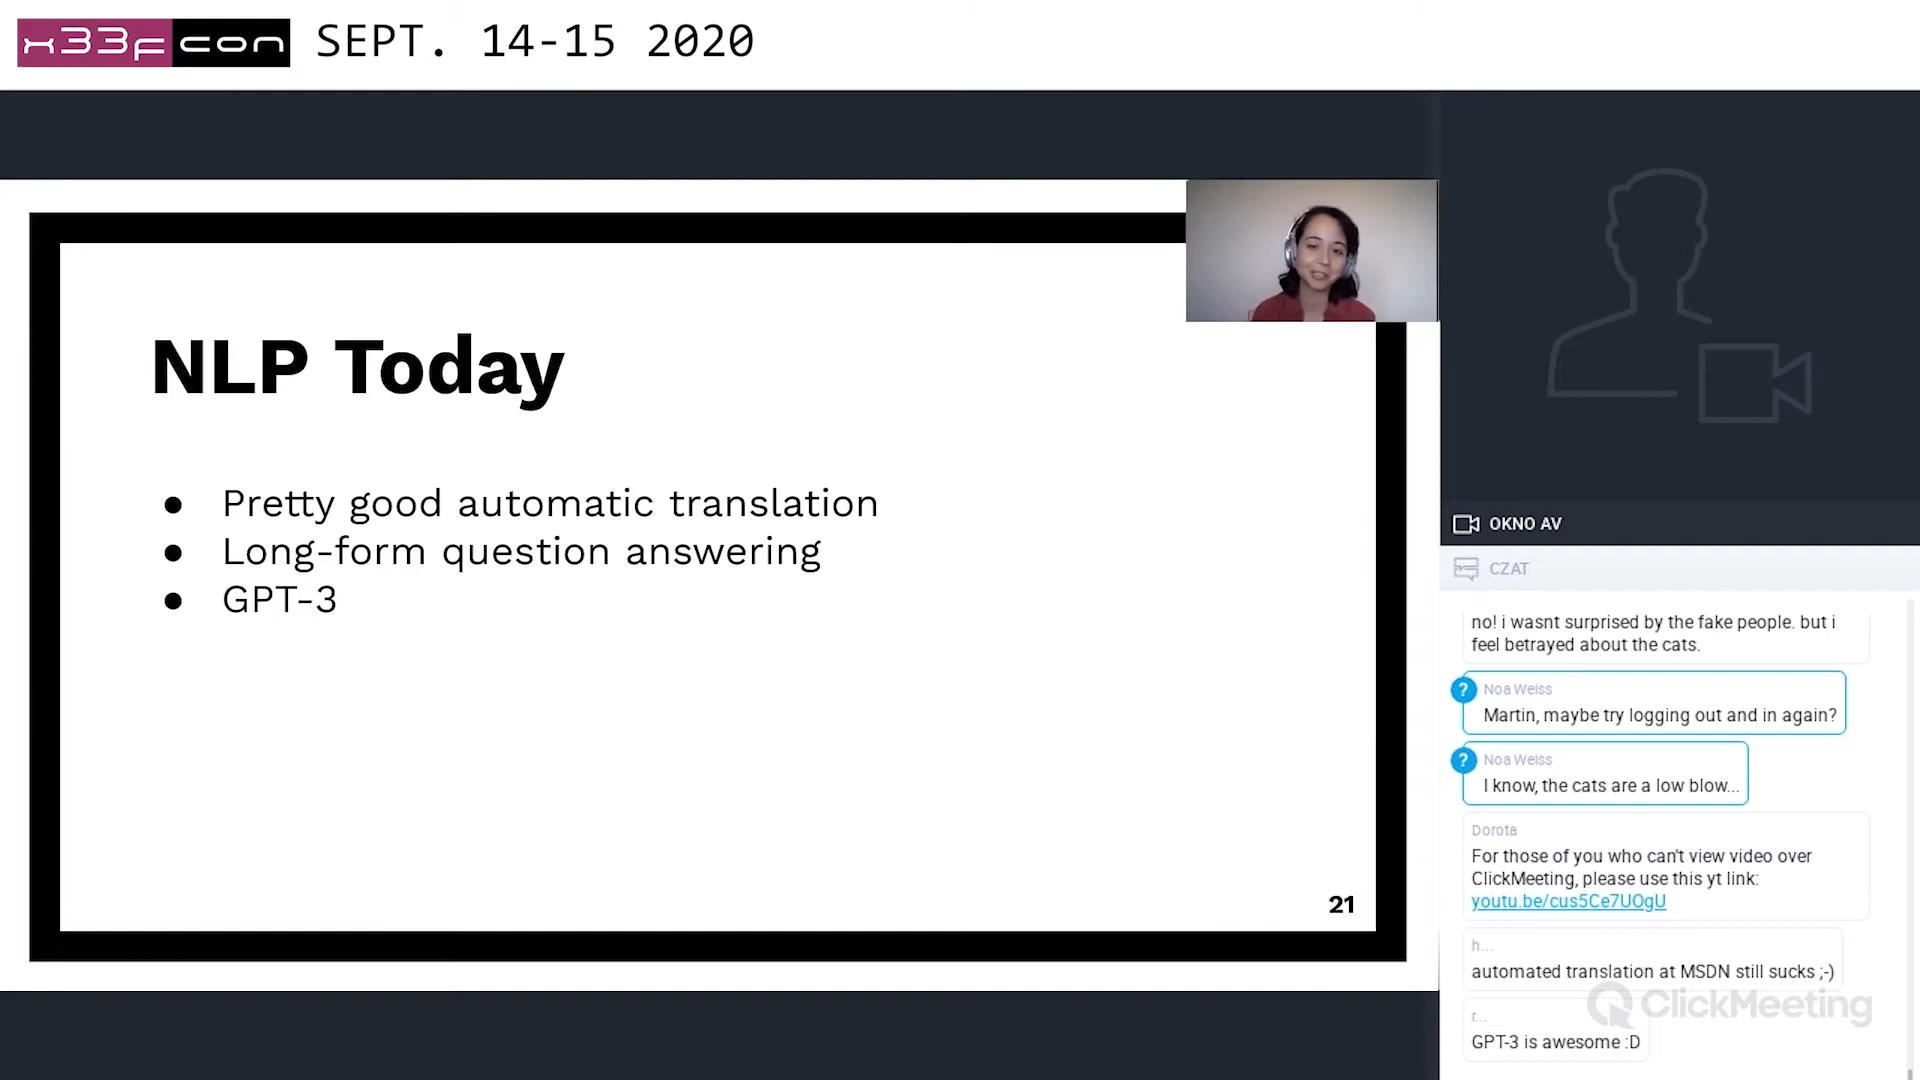 x33fcon SEPT. 14-15 2020
NLP Today
● Pretty good automatic translation
● Long-form question answering
● GPT-3
21
OKNO AV
CZAT
no! i wasnt surprised by the fake people. but i
feel betrayed about the cats.
? Noa Weiss
Martin, maybe try logging out and in again?
? Noa Weiss
I know, the cats are a low blow...
Dorota
For those of you who can't view video over
ClickMeeting, please use this yt link:
youtu.be/cus5Ce7UOgU
h...
automated translation at MSDN still sucks ;-)
r...
GPT-3 is awesome :D
ClickMeeting